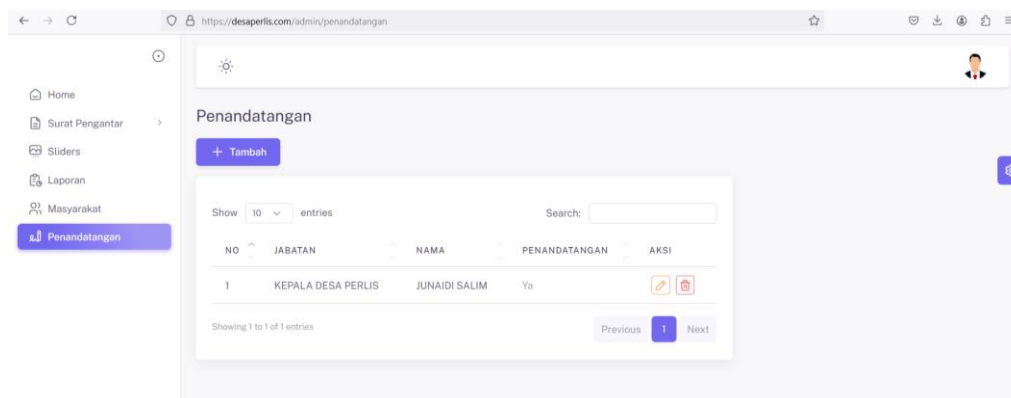 https://desaperlis.com/admin/penandatangan
Home
Surat Pengantar
Sliders
Laporan
Masyarakat
Penandatangan
Penandatangan
+ Tambah
Show 10 entries
Search:
NO JABATAN NAMA PENANDATANGAN AKSI
1 KEPALA DESA PERLIS JUNAIDI SALIM Ya
Showing 1 to 1 of 1 entries
Previous 1 Next